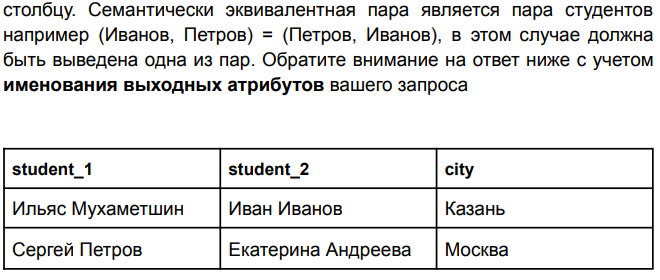 столбцу. Семантически эквивалентная пара является пара студентов
например (Иванов, Петров) = (Петров, Иванов), в этом случае должна
быть выведена одна из пар. Обратите внимание на ответ ниже с учетом
именования выходных атрибутов вашего запроса
student_1 student_2 city
Ильяс Мухаметшин Иван Иванов Казань
Сергей Петров Екатерина Андреева Москва